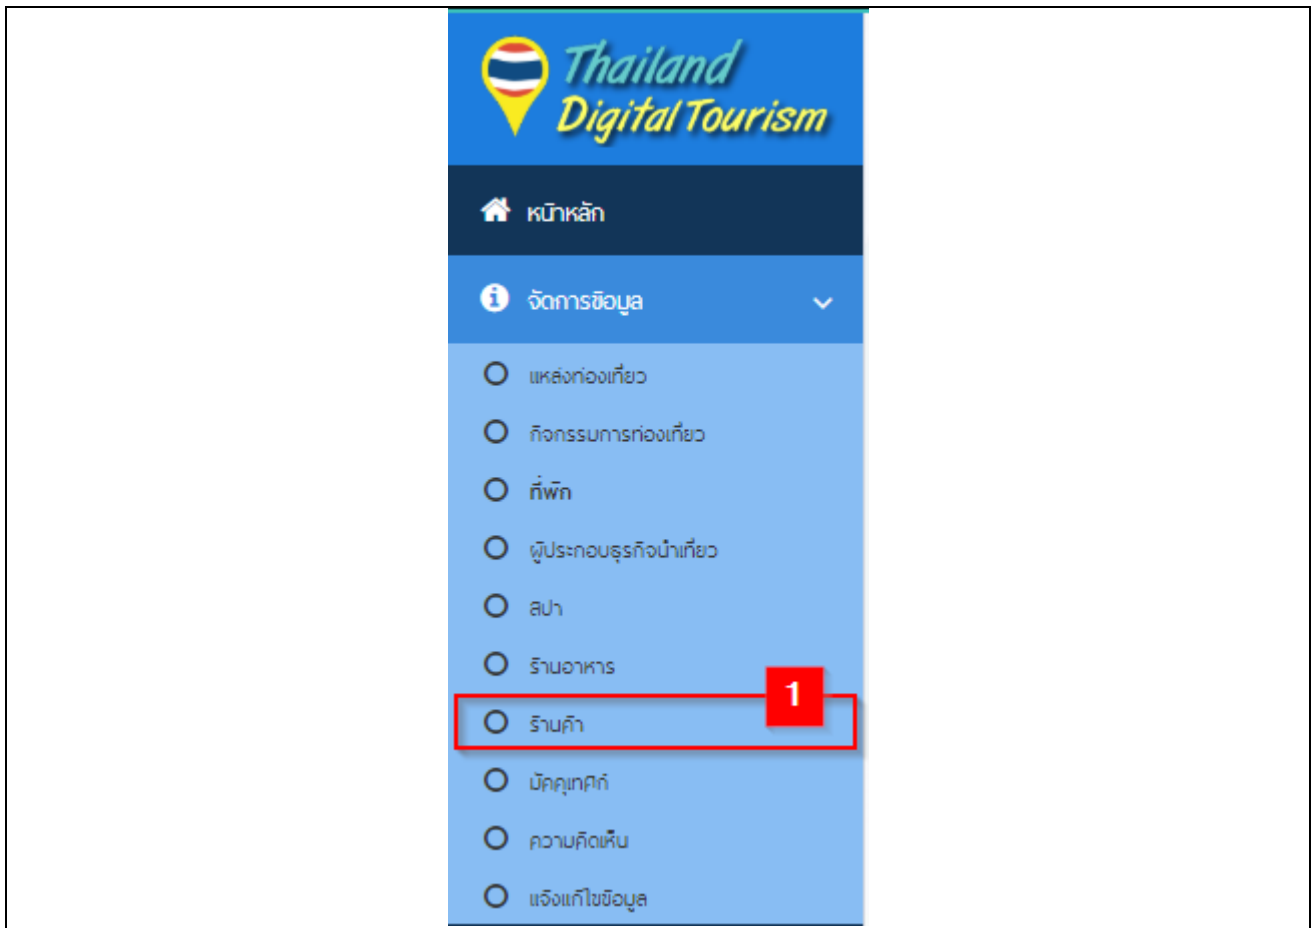 Thailand
Digital Tourism
หน้าหลัก
จัดการข้อมูล
แหล่งท่องเที่ยว
กิจกรรมการท่องเที่ยว
ที่พัก
ผู้ประกอบธุรกิจนำเที่ยว
สปา
ร้านอาหาร
1
ร้านค้า
มัคคุเทศก์
ความคิดเห็น
แจ้งแก้ไขข้อมูล